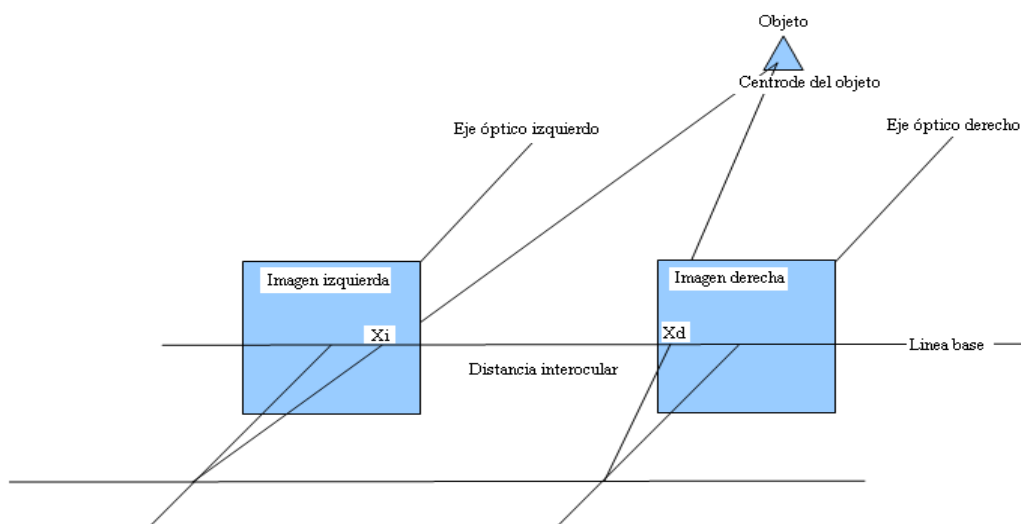 Objeto
Centrode del objeto
Eje óptico izquierdo
Eje óptico derecho
Imagen izquierda
Imagen derecha
Xi
Xd
Linea base
Distancia interocular